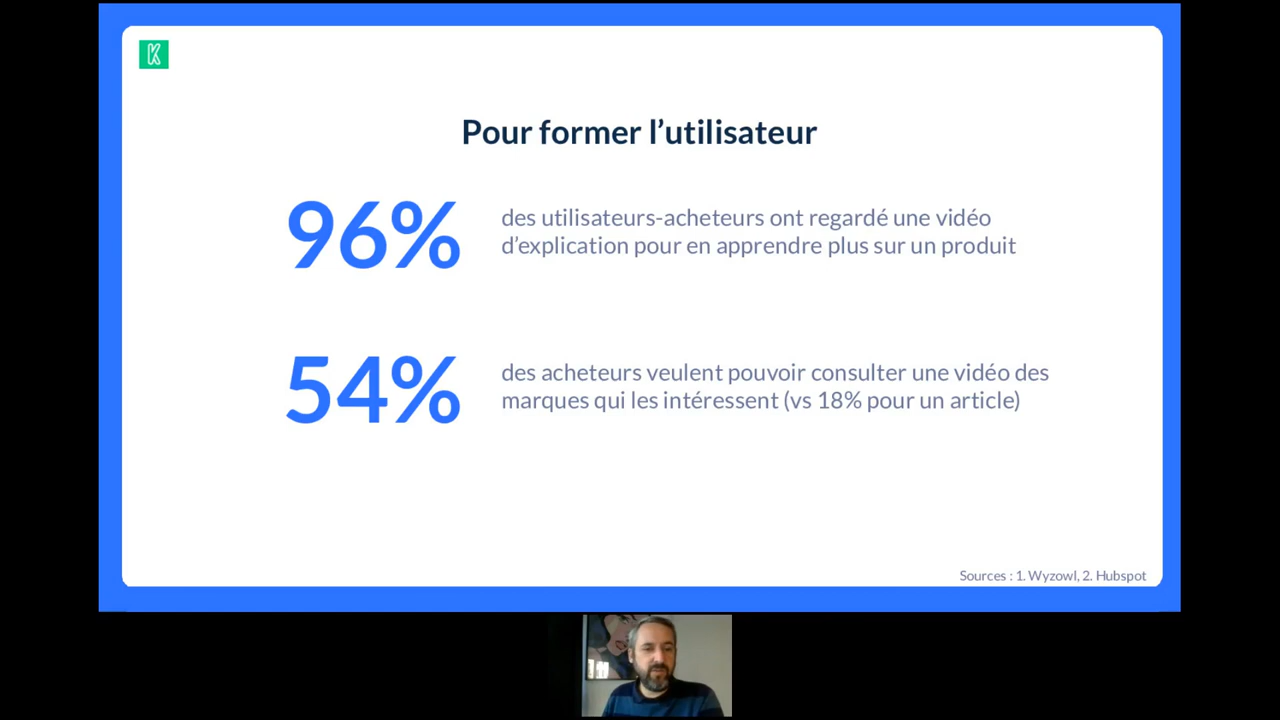 K
Pour former l’utilisateur
96%
des utilisateurs-acheteurs ont regardé une vidéo
d’explication pour en apprendre plus sur un produit
54%
des acheteurs veulent pouvoir consulter une vidéo des
marques qui les intéressent (vs 18% pour un article)
Sources : 1. Wyzowl, 2. Hubspot